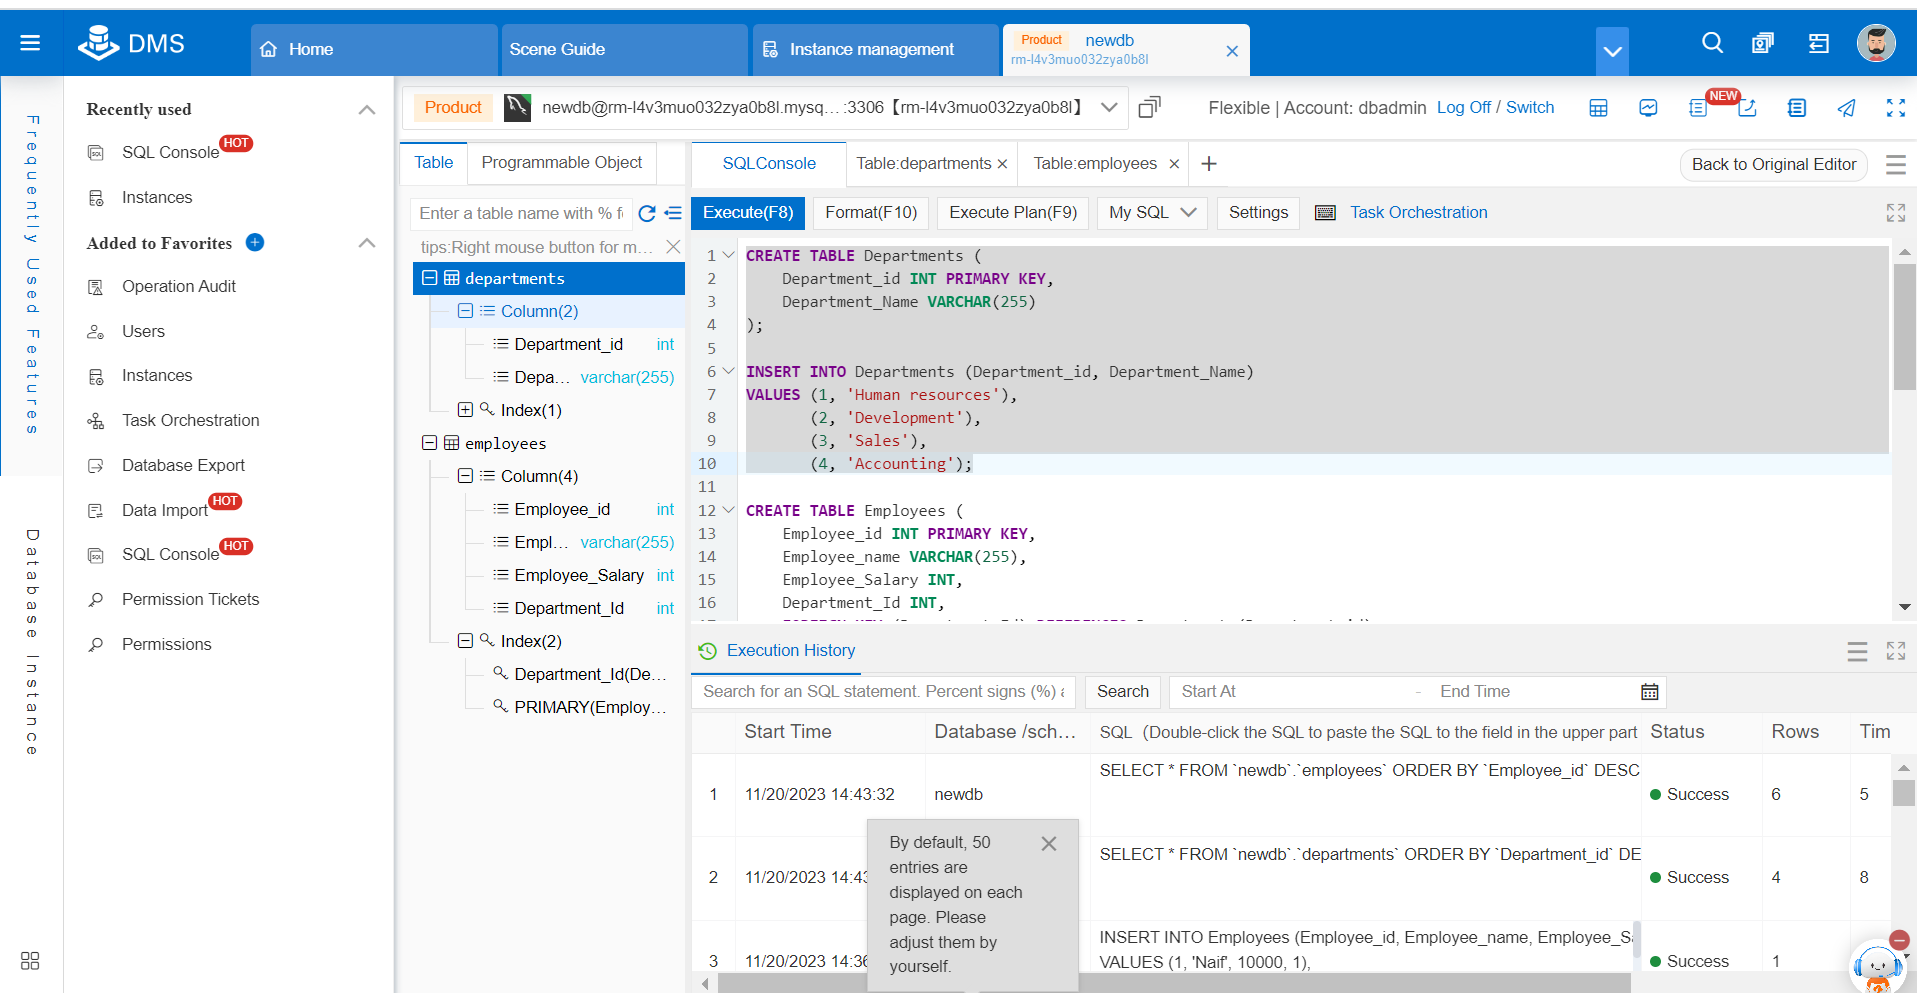 DMS
Home
Scene Guide
Instance management
Product newdb
rm-l4v3muo032zya0b8l
Frequently Used Features
Database Instance
Recently used
SQL Console HOT
Instances
Added to Favorites
Operation Audit
Users
Instances
Task Orchestration
Database Export
Data Import HOT
SQL Console HOT
Permission Tickets
Permissions
Product newdb@rm-l4v3muo032zya0b8l.mysq... :3306【rm-l4v3muo032zya0b8l】
Flexible | Account: dbadmin Log Off / Switch
NEW
Table Programmable Object
Enter a table name with % f
tips:Right mouse button for m...
departments
Column(2)
Department_id int
Depa... varchar(255)
Index(1)
employees
Column(4)
Employee_id int
Empl... varchar(255)
Employee_Salary int
Department_Id int
Index(2)
Department_Id(De...
PRIMARY(Employ...
SQLConsole Table:departments Table:employees
Back to Original Editor
Execute(F8) Format(F10) Execute Plan(F9) My SQL Settings Task Orchestration
1 CREATE TABLE Departments (
2 Department_id INT PRIMARY KEY,
3 Department_Name VARCHAR(255)
4 );
5
6 INSERT INTO Departments (Department_id, Department_Name)
7 VALUES (1, 'Human resources'),
8 (2, 'Development'),
9 (3, 'Sales'),
10 (4, 'Accounting');
11
12 CREATE TABLE Employees (
13 Employee_id INT PRIMARY KEY,
14 Employee_name VARCHAR(255),
15 Employee_Salary INT,
16 Department_Id INT,
Execution History
Search for an SQL statement. Percent signs (%) a Search Start At - End Time
Start Time Database /sch... SQL（Double-click the SQL to paste the SQL to the field in the upper part Status Rows Tim
1 11/20/2023 14:43:32 newdb SELECT * FROM `newdb`.`employees` ORDER BY `Employee_id` DESC Success 6 5
2 11/20/2023 14:43 SELECT * FROM `newdb`.`departments` ORDER BY `Department_id` DE Success 4 8
3 11/20/2023 14:36 INSERT INTO Employees (Employee_id, Employee_name, Employee_Sa
VALUES (1, 'Naif', 10000, 1), Success 1
By default, 50
entries are
displayed on each
page. Please
adjust them by
yourself.